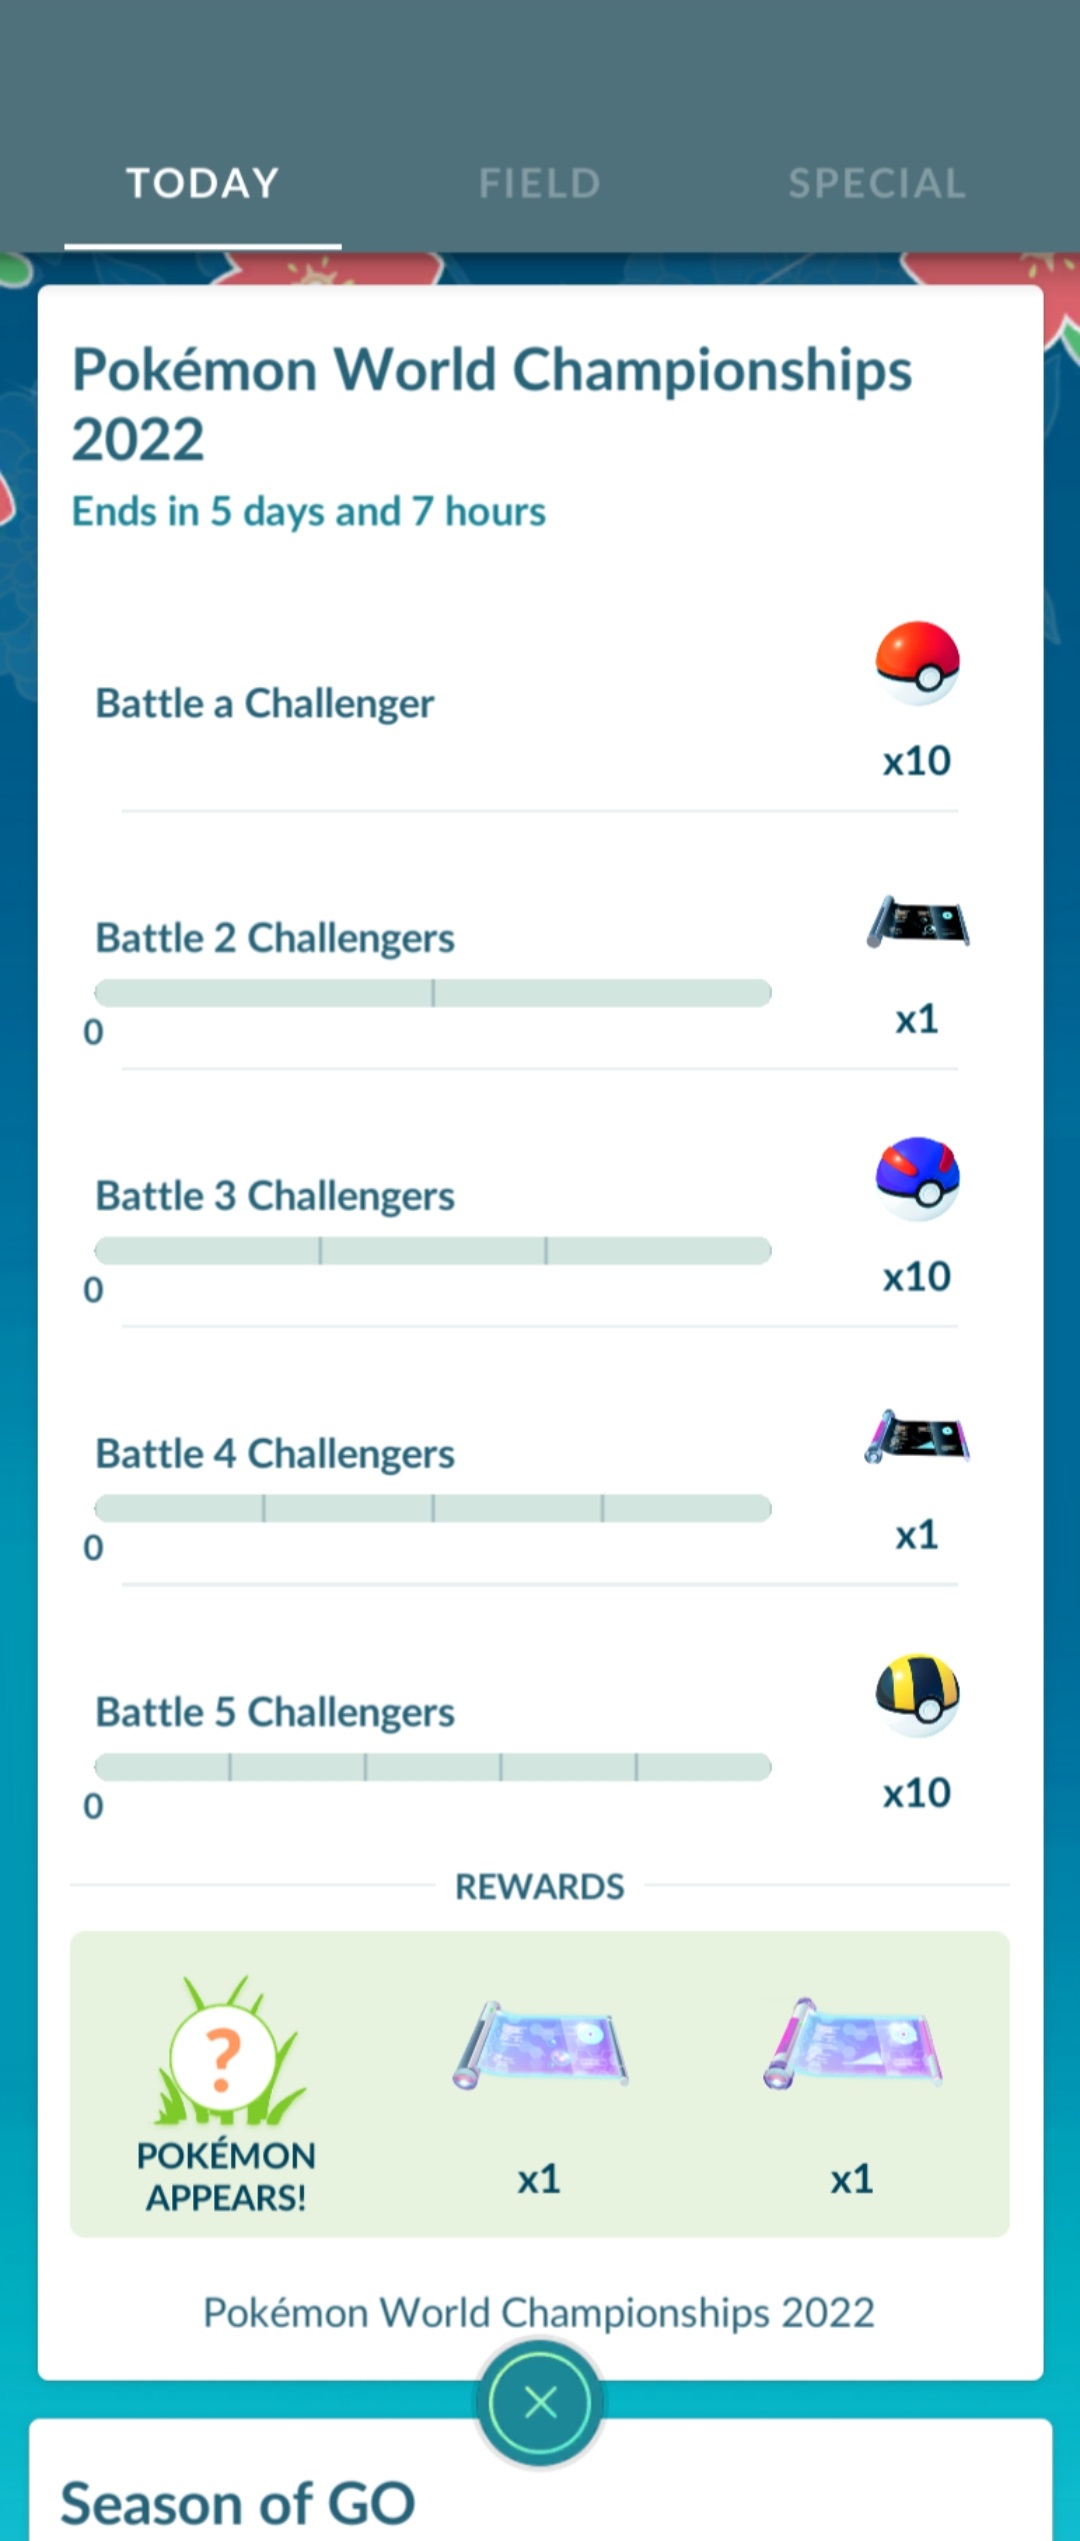 TODAY
FIELD
SPECIAL
Pokémon World Championships
2022
Ends in 5 days and 7 hours
Battle a Challenger
x10
Battle 2 Challengers
0
x1
Battle 3 Challengers
0
x10
Battle 4 Challengers
0
x1
Battle 5 Challengers
0
x10
REWARDS
?
POKÉMON
APPEARS!
x1
x1
Pokémon World Championships 2022
Season of GO